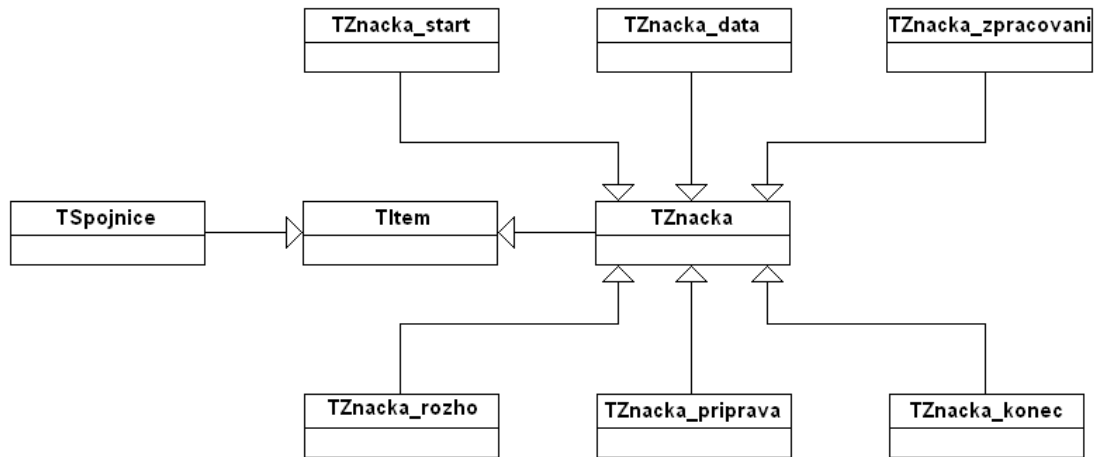 TZnacka_start
TZnacka_data
TZnacka_zpracovani
TSpojnice
TItem
TZnacka
TZnacka_rozho
TZnacka_priprava
TZnacka_konec